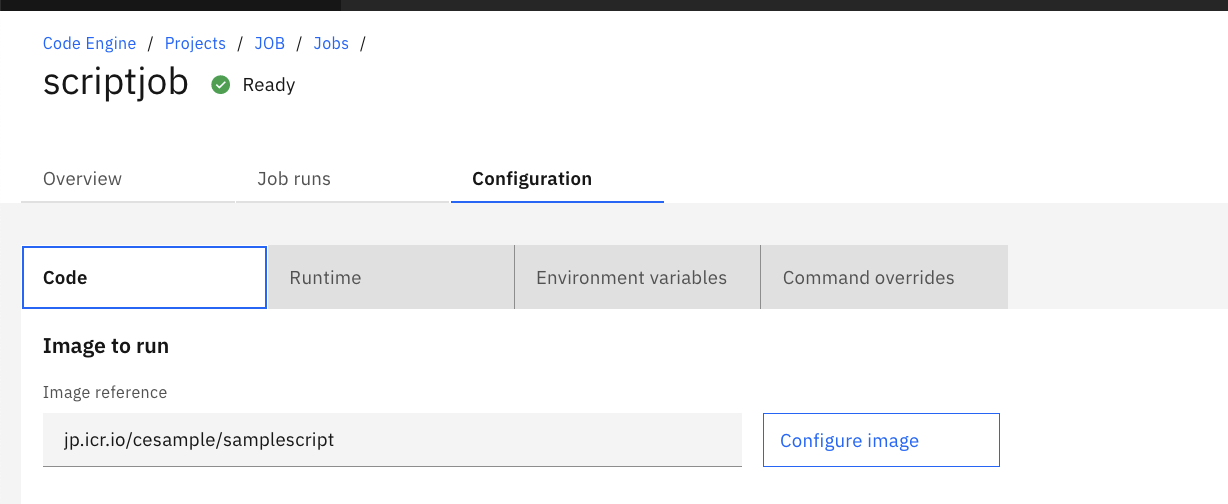 Code Engine / Projects / JOB / Jobs /
scriptjob Ready
Overview Job runs Configuration
Code Runtime Environment variables Command overrides
Image to run
Image reference
jp.icr.io/cesample/samplescript Configure image